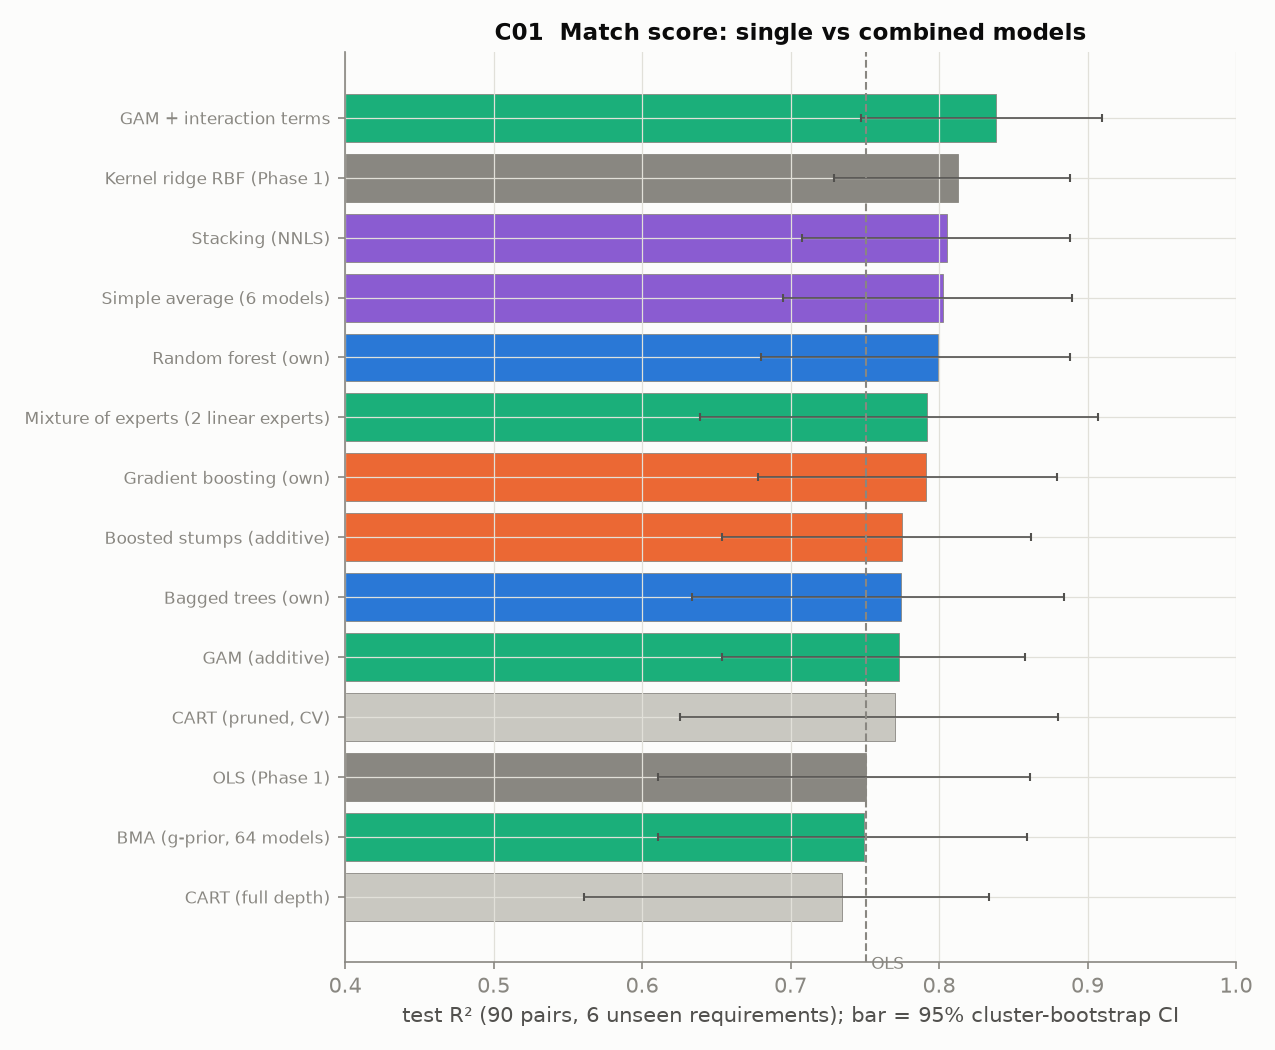 C01  Match score: single vs combined models
GAM + interaction terms
Kernel ridge RBF (Phase 1)
Stacking (NNLS)
Simple average (6 models)
Random forest (own)
Mixture of experts (2 linear experts)
Gradient boosting (own)
Boosted stumps (additive)
Bagged trees (own)
GAM (additive)
CART (pruned, CV)
OLS (Phase 1)
BMA (g-prior, 64 models)
CART (full depth)
OLS
0.4 0.5 0.6 0.7 0.8 0.9 1.0
test R² (90 pairs, 6 unseen requirements); bar = 95% cluster-bootstrap CI